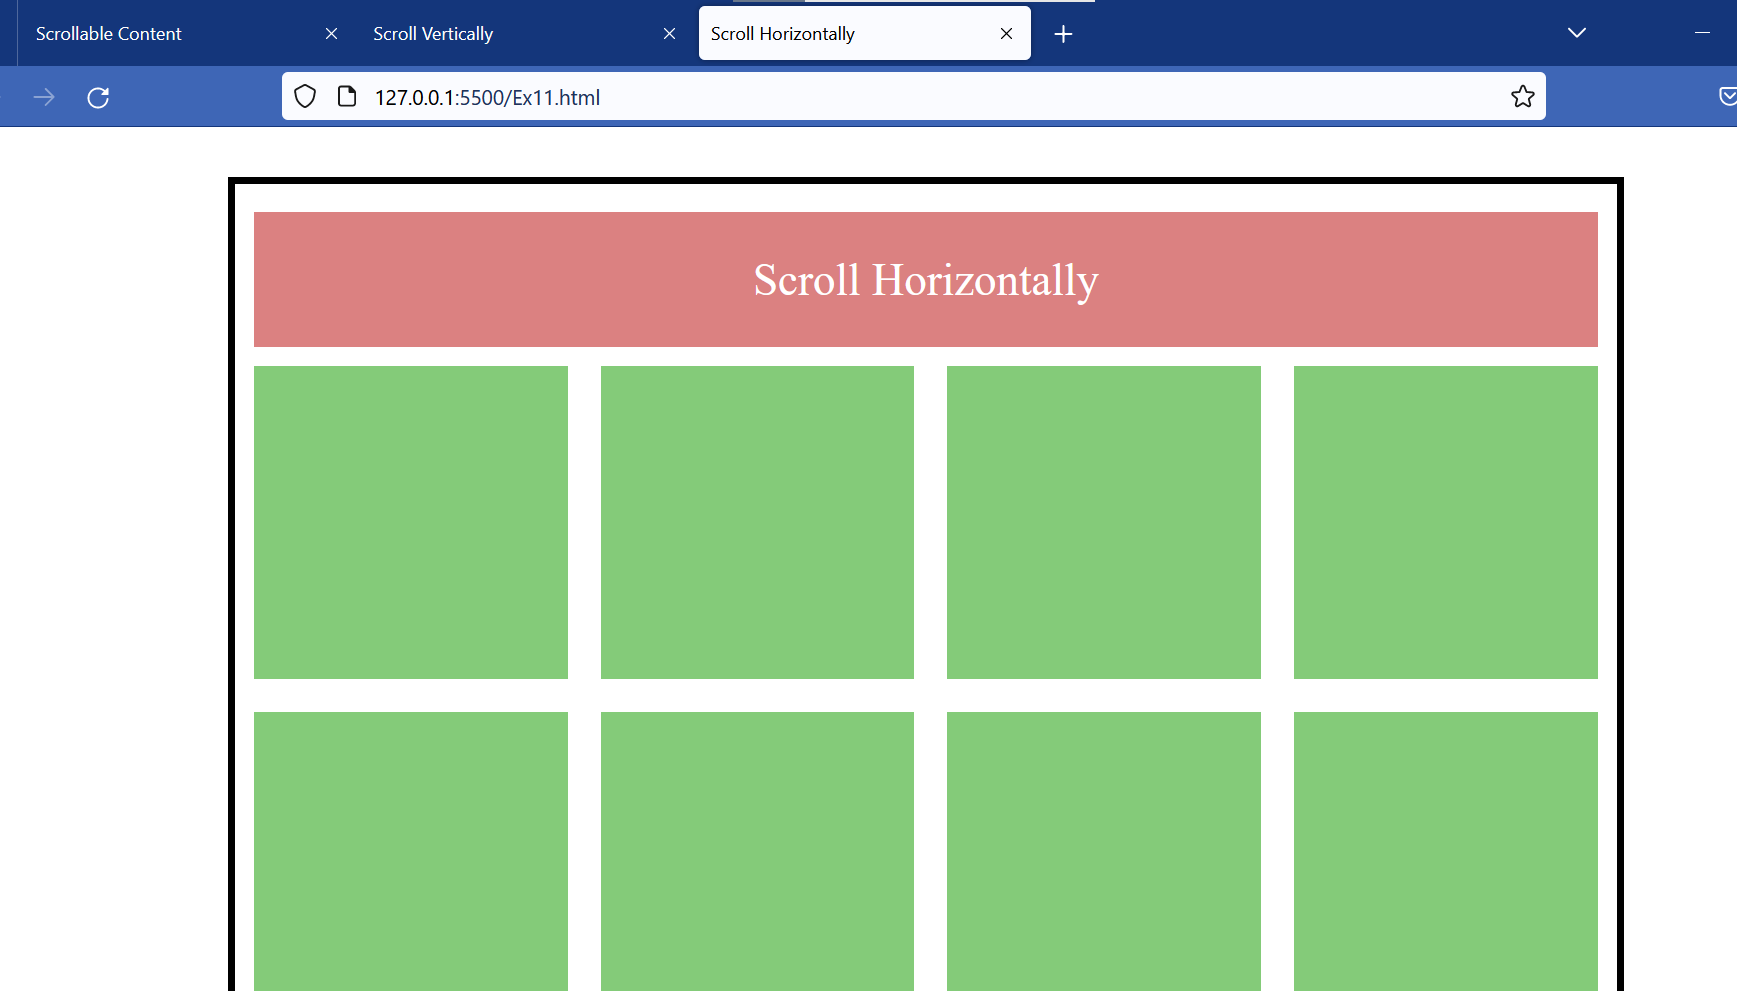 Scrollable Content
Scroll Vertically
Scroll Horizontally
127.0.0.1:5500/Ex11.html
Scroll Horizontally